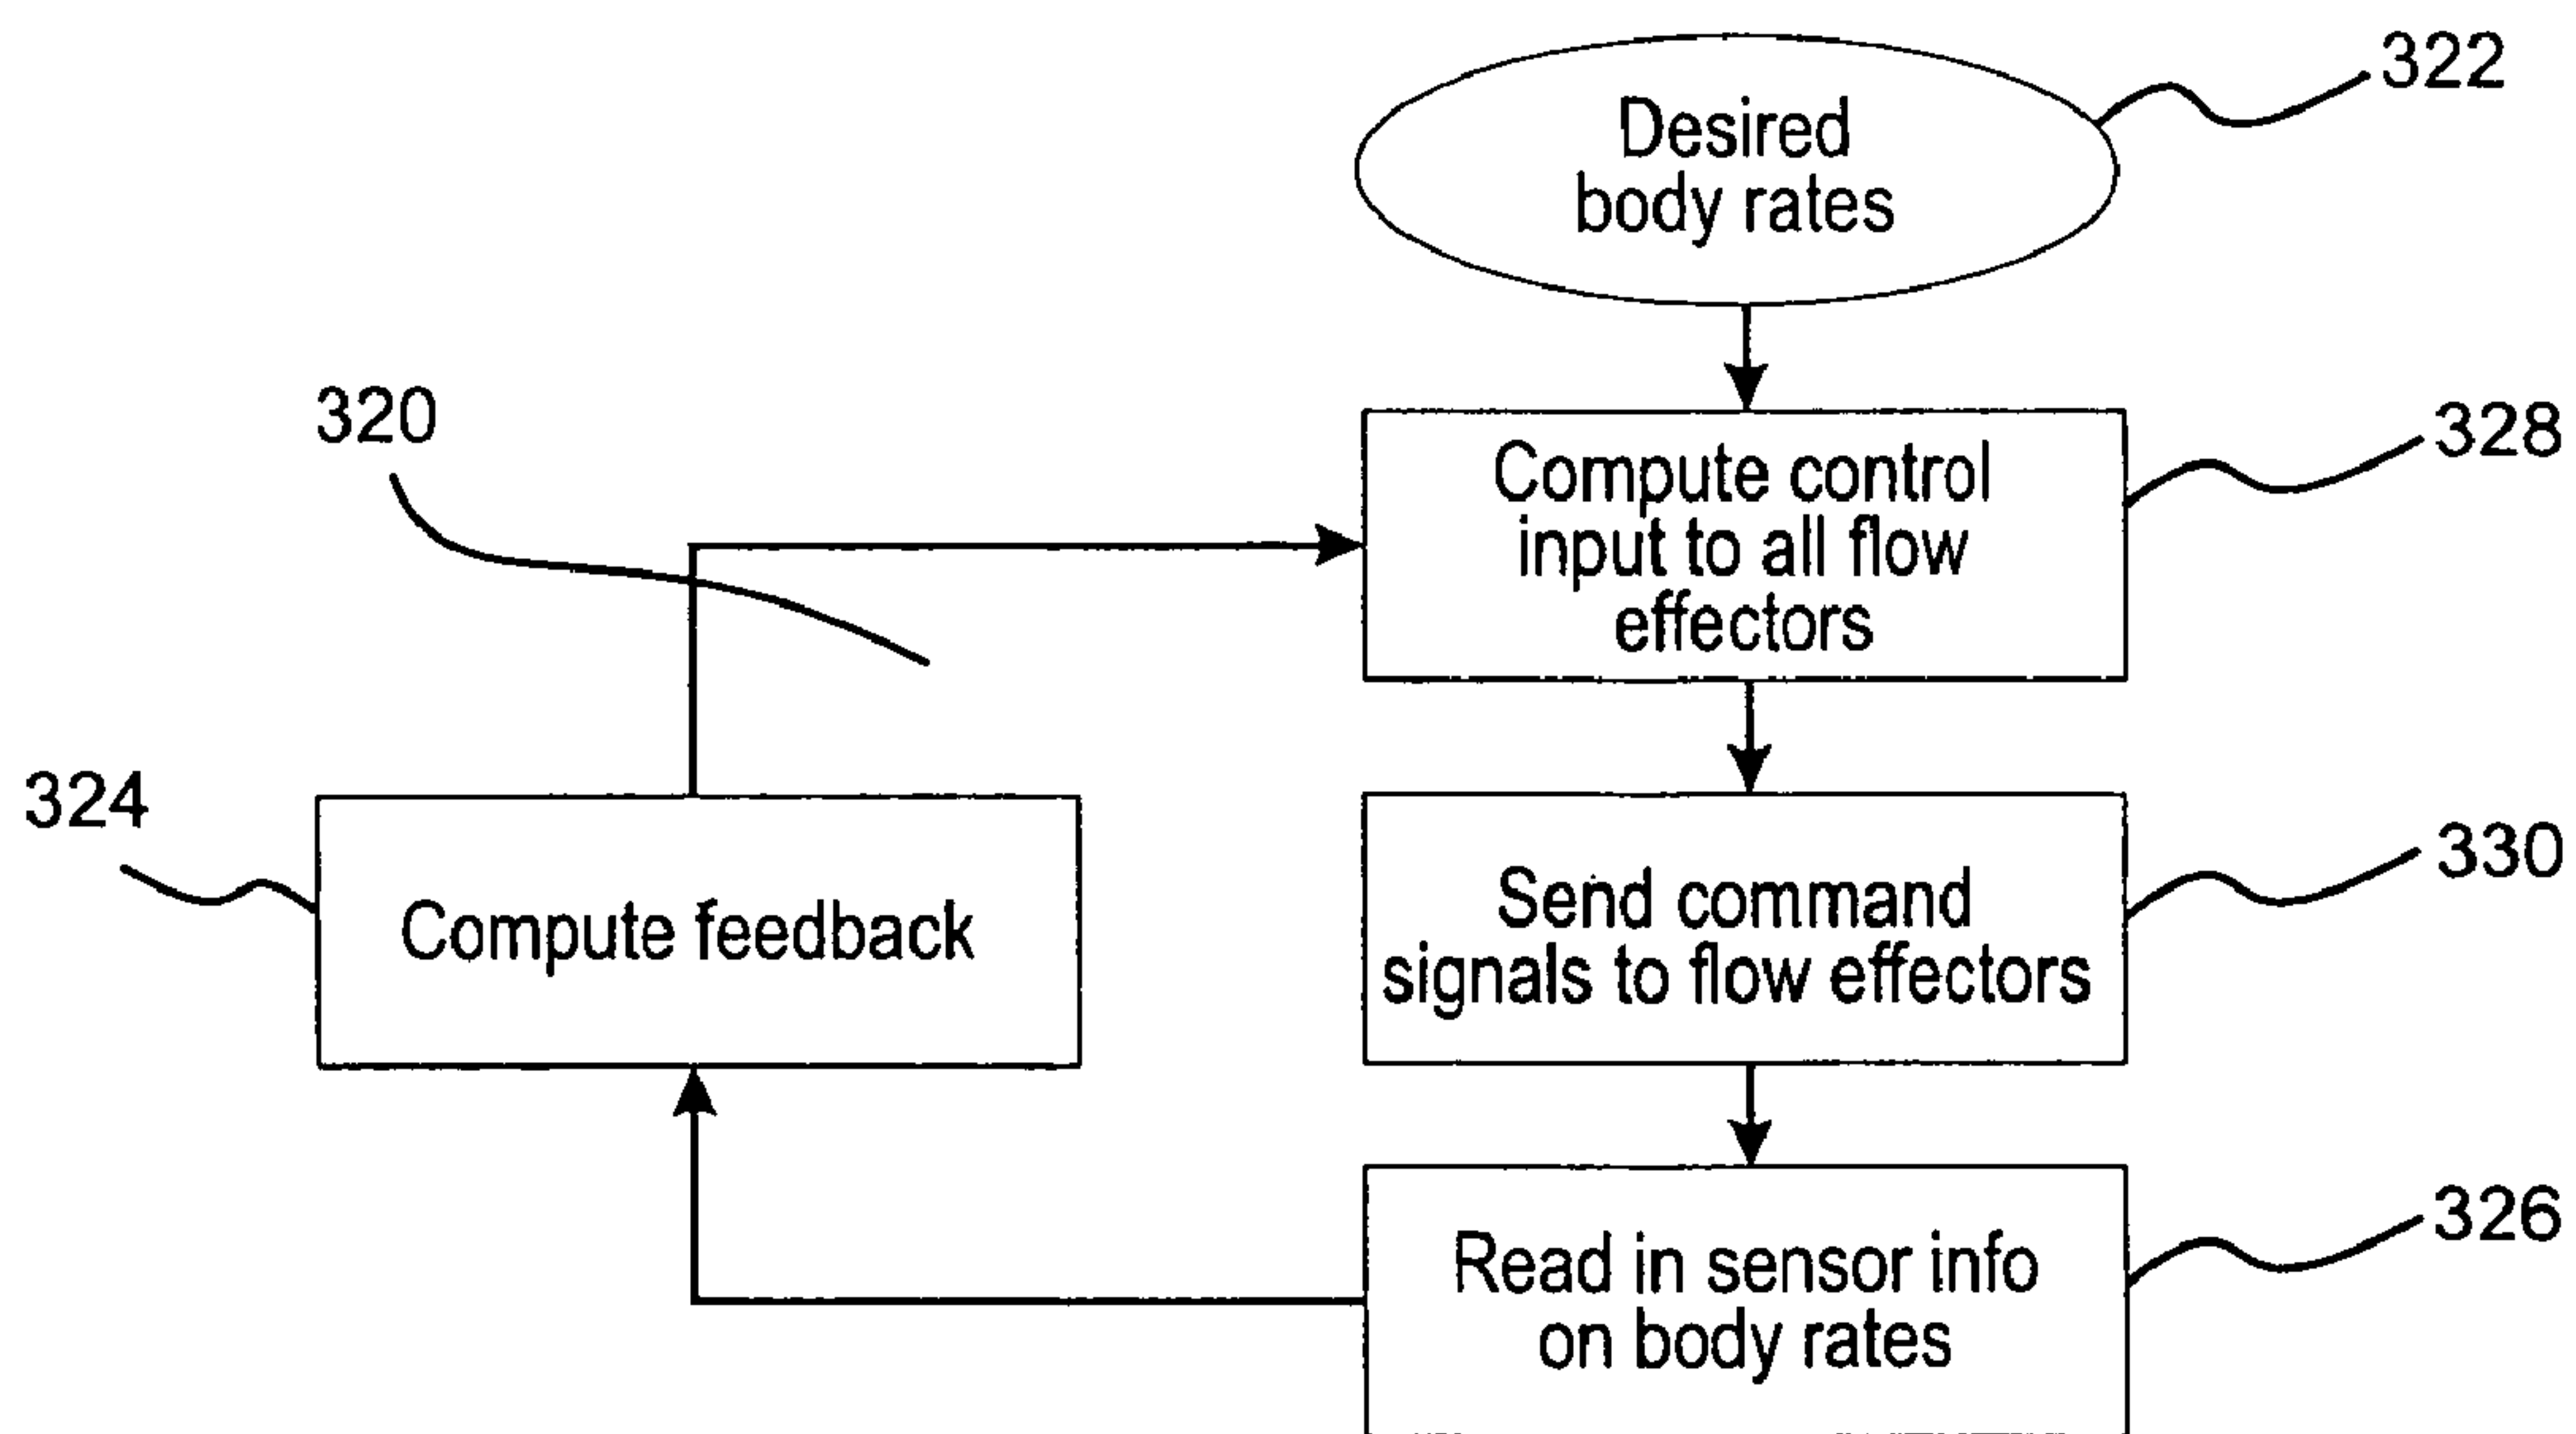 322
Desired
body rates
320
328
Compute control
input to all flow
effectors
324
Compute feedback
330
Send command
signals to flow effectors
326
Read in sensor info
on body rates